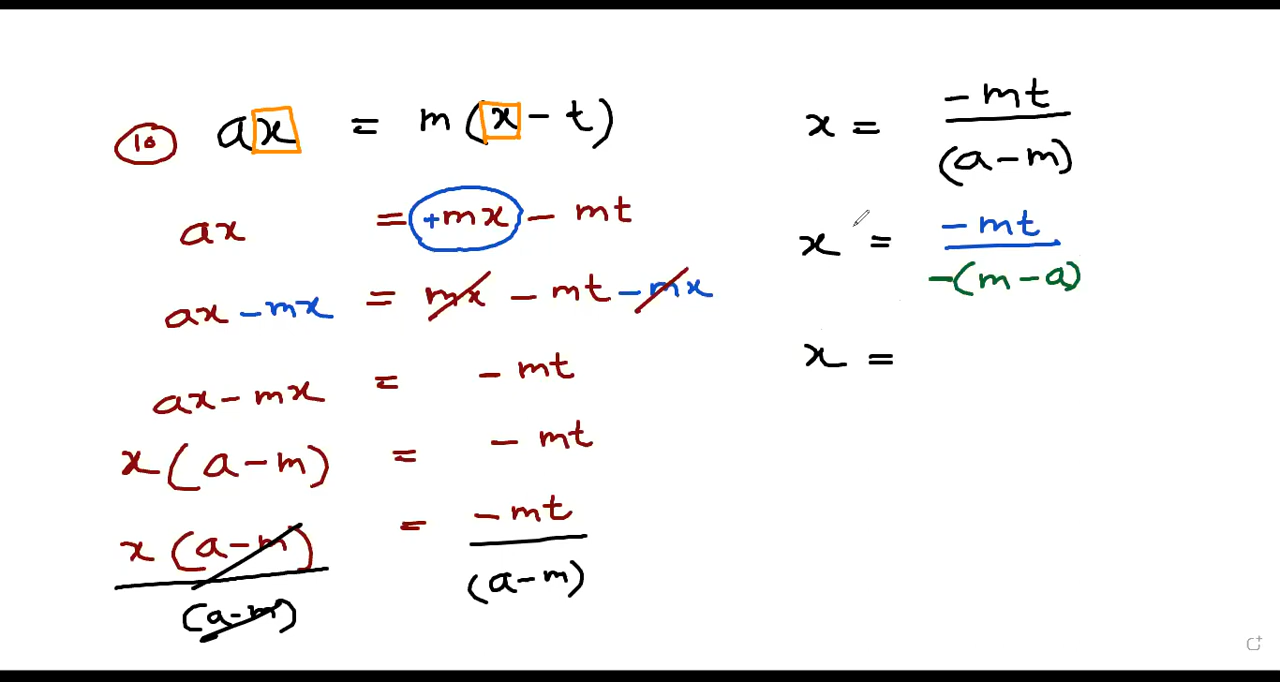 10 ax = m(x - t)
ax = +mx - mt
ax - mx = mx - mt - mx
ax - mx = - mt
x(a - m) = - mt
x(a - m)/(a - m) = - mt/(a - m)
x = - mt/(a - m)
x = - mt/-(m - a)
x =